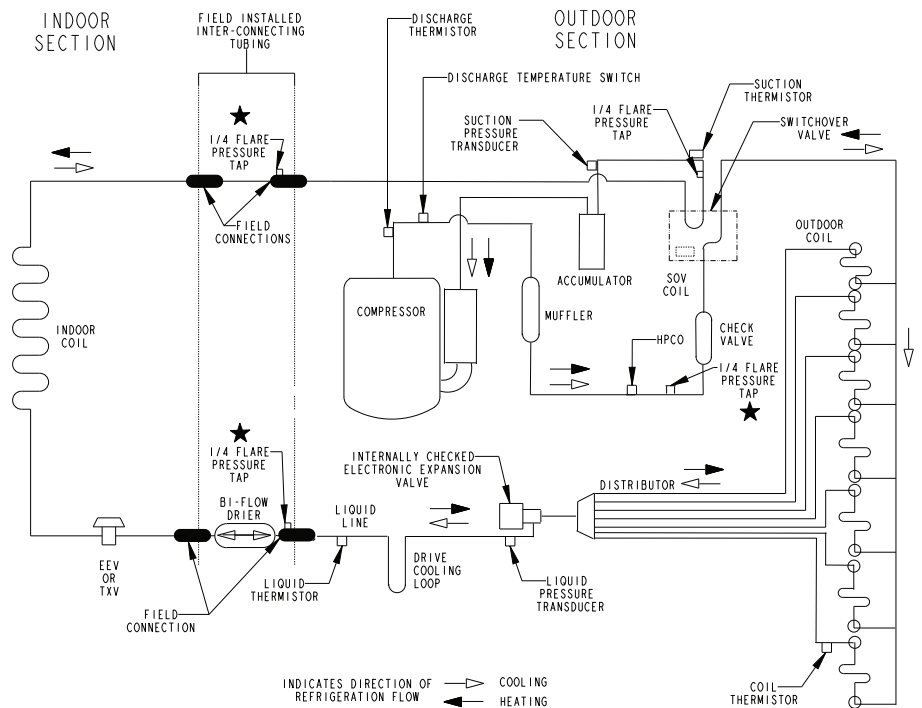 INDOOR
SECTION
FIELD INSTALLED
INTER-CONNECTING
TUBING
DISCHARGE
THERMISTOR
OUTDOOR
SECTION
DISCHARGE TEMPERATURE SWITCH
SUCTION
PRESSURE
TRANSDUCER
1/4 FLARE
PRESSURE
TAP
SUCTION
THERMISTOR
SWITCHOVER
VALVE
1/4 FLARE
PRESSURE
TAP
FIELD
CONNECTIONS
OUTDOOR
COIL
ACCUMULATOR
SOV
COIL
INDOOR
COIL
COMPRESSOR
MUFFLER
HPCO
CHECK
VALVE
1/4 FLARE
PRESSURE
TAP
1/4 FLARE
PRESSURE
TAP
BI-FLOW
DRIER
INTERNALLY CHECKED
ELECTRONIC EXPANSION
VALVE
DISTRIBUTOR
LIQUID
LINE
EEV
OR
TXV
LIQUID
THERMISTOR
DRIVE
COOLING
LOOP
LIQUID
PRESSURE
TRANSDUCER
FIELD
CONNECTION
COIL
THERMISTOR
INDICATES DIRECTION OF
REFRIGERATION FLOW
COOLING
HEATING